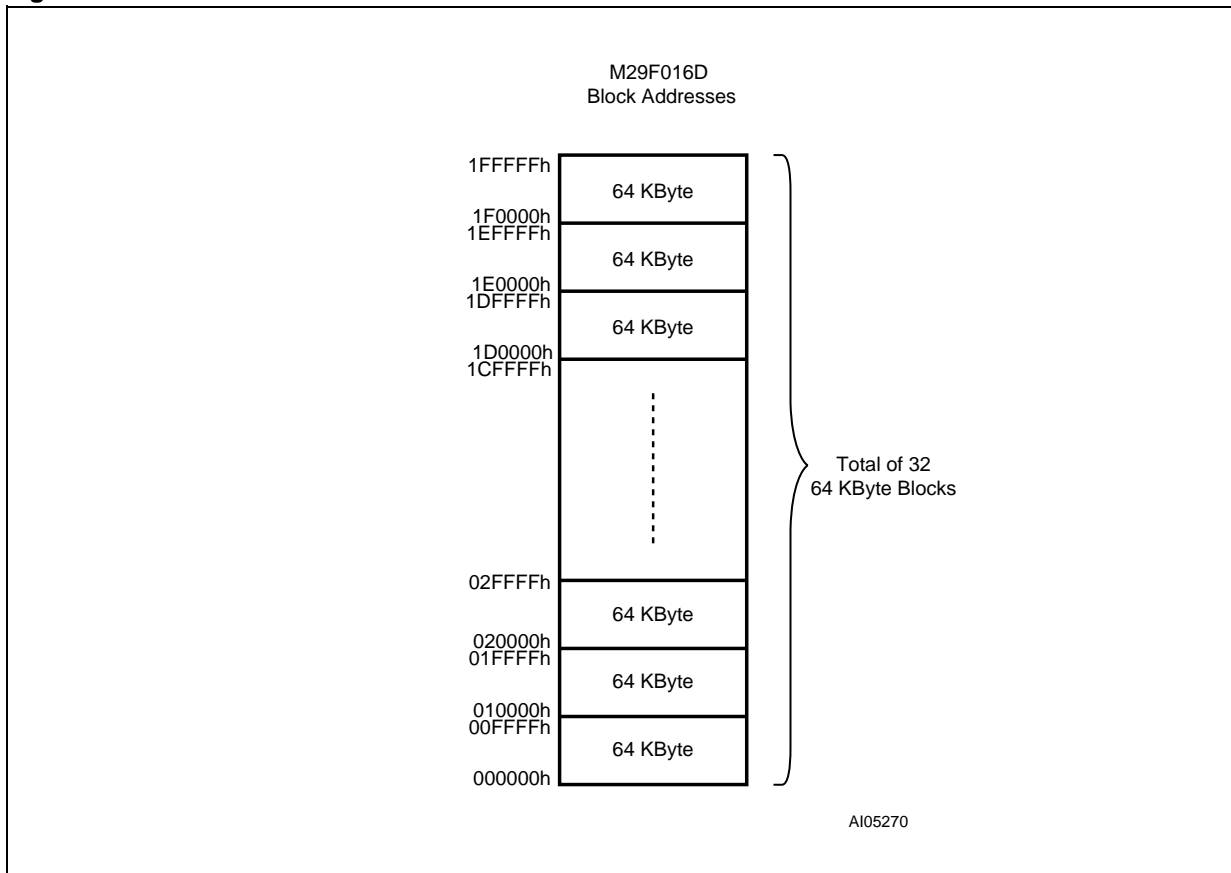 M29F016D
Block Addresses
1FFFFFh
64 KByte
1F0000h
1EFFFFh
64 KByte
1E0000h
1DFFFFh
64 KByte
1D0000h
1CFFFFh
Total of 32
64 KByte Blocks
02FFFFh
64 KByte
020000h
01FFFFh
64 KByte
010000h
00FFFFh
64 KByte
000000h
AI05270